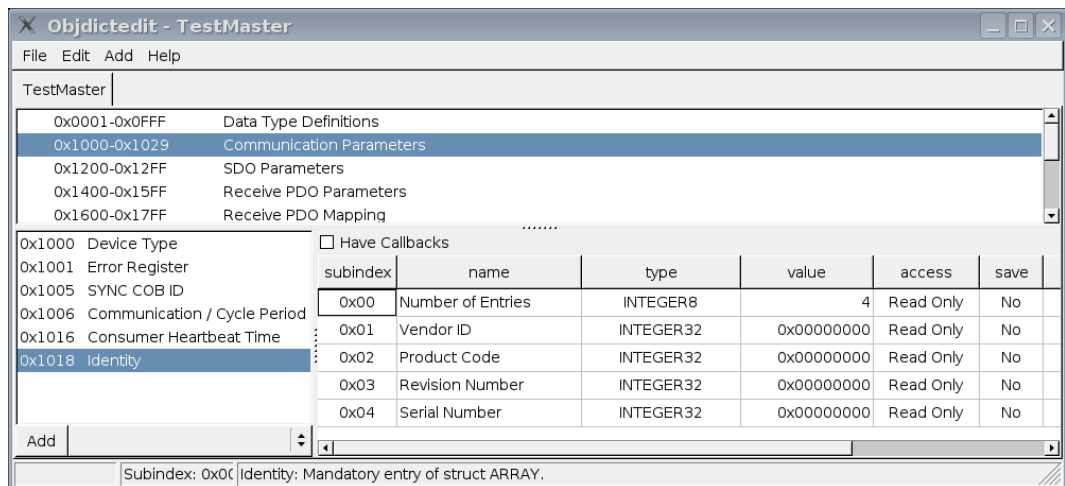 Objdictedit - TestMaster
File Edit Add Help
TestMaster
0x0001-0x0FFF Data Type Definitions
0x1000-0x1029 Communication Parameters
0x1200-0x12FF SDO Parameters
0x1400-0x15FF Receive PDO Parameters
0x1600-0x17FF Receive PDO Mapping
0x1000 Device Type
0x1001 Error Register
0x1005 SYNC COB ID
0x1006 Communication / Cycle Period
0x1016 Consumer Heartbeat Time
0x1018 Identity
Add
Have Callbacks
subindex name type value access save
0x00 Number of Entries INTEGER8 4 Read Only No
0x01 Vendor ID INTEGER32 0x00000000 Read Only No
0x02 Product Code INTEGER32 0x00000000 Read Only No
0x03 Revision Number INTEGER32 0x00000000 Read Only No
0x04 Serial Number INTEGER32 0x00000000 Read Only No
Subindex: 0x00 Identity: Mandatory entry of struct ARRAY.